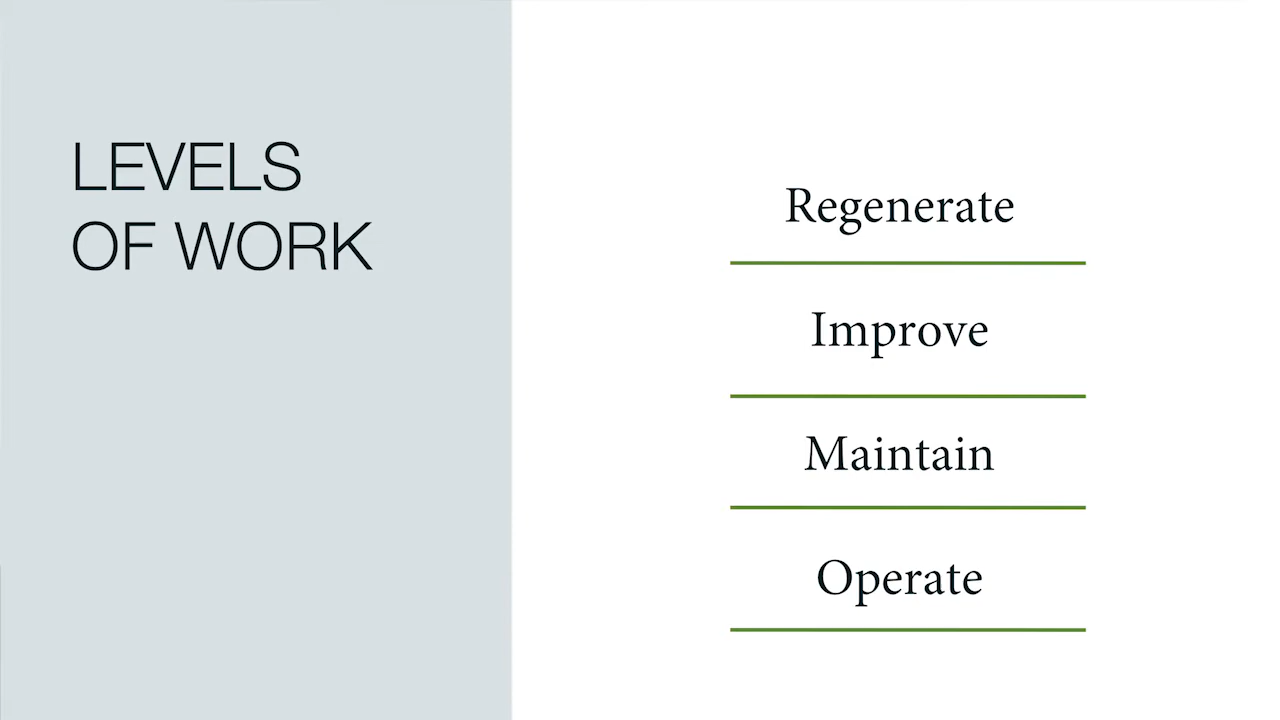 LEVELS
OF WORK
Regenerate
Improve
Maintain
Operate